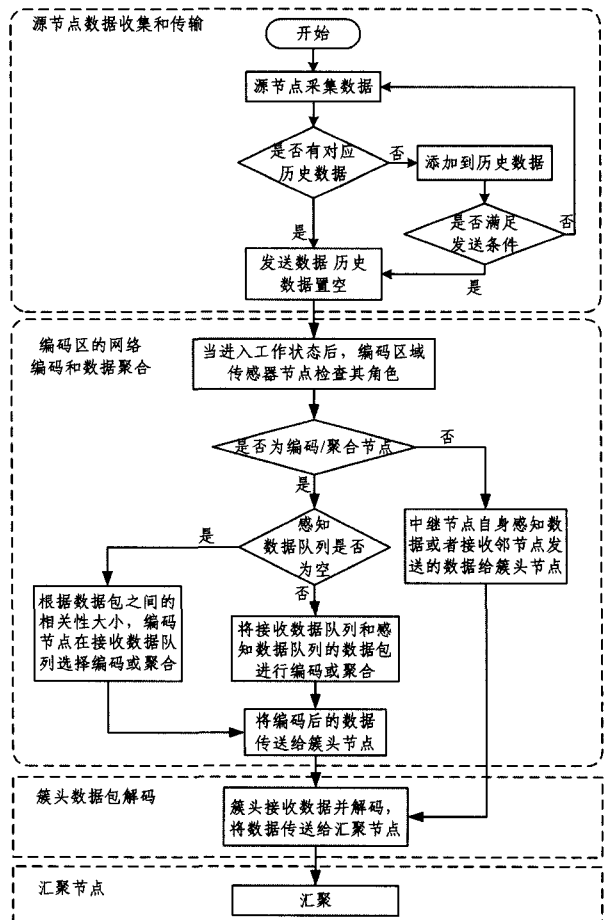 源节点数据收集和传输
开始
源节点采集数据
是否有对应
历史数据
否
添加到历史数据
是否满足
发送条件
否
是
是
发送数据 历史
数据置空
编码区的网络
编码和数据聚合
当进入工作状态后，编码区域
传感器节点检查其角色
是否为编码/聚合节点
否
是
感知
数据队列是否
为空
是
否
中继节点自身感知数
据或者接收邻节点发
送的数据给簇头节点
根据数据包之间的
相关性大小，编码
节点在接收数据队
列选择编码或聚合
将接收数据队列和感
知数据队列的数据包
进行编码或聚合
将编码后的数据
传送给簇头节点
簇头数据包解码
簇头接收数据并解码，
将数据传送给汇聚节点
汇聚节点
汇聚